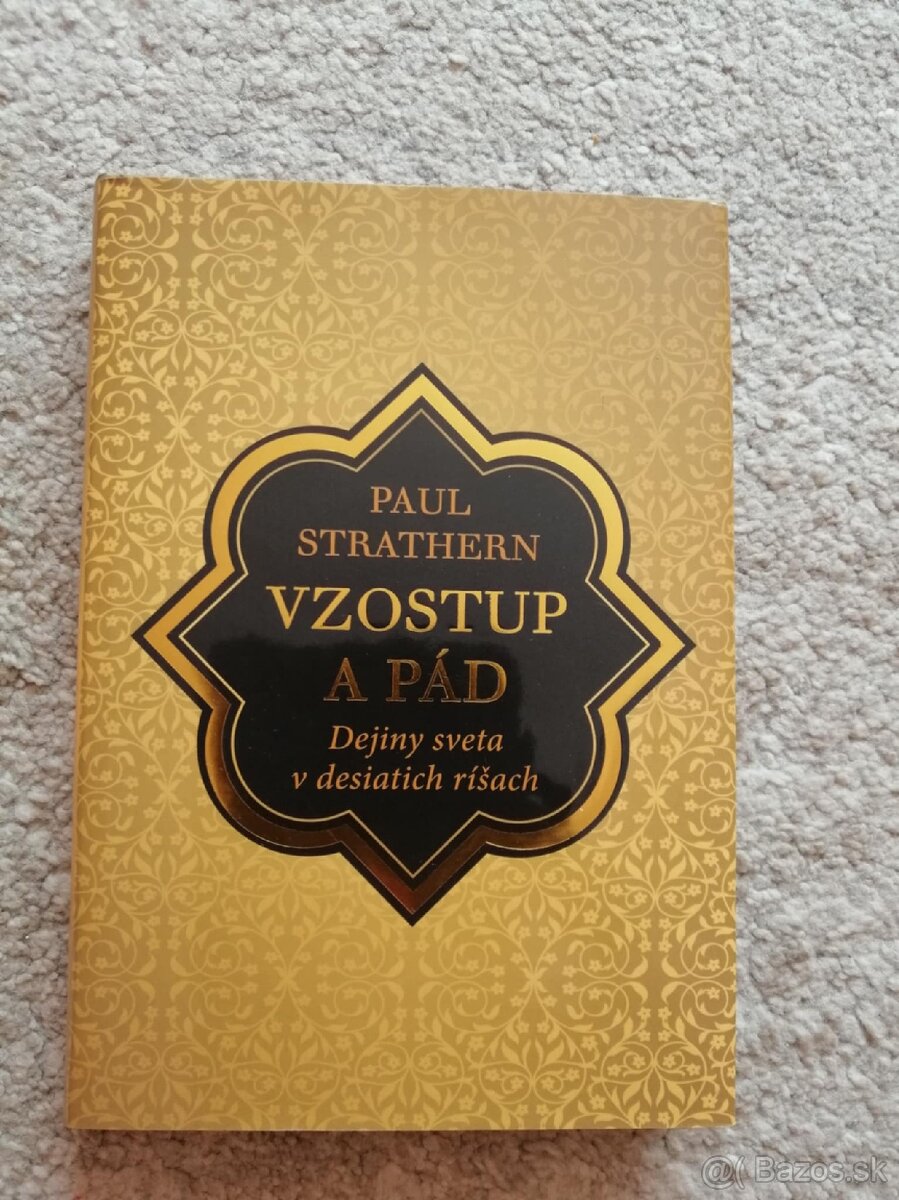 PAUL
STRATHERN
VZOSTUP
A PÁD
Dejiny sveta
v desiatich ríšach
@( Bazos.sk